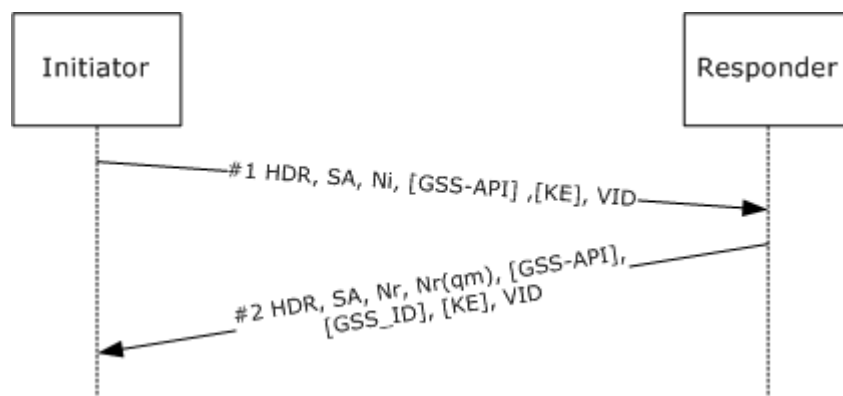 Initiator
Responder
#1 HDR, SA, Ni, [GSS-API] ,[KE], VID
#2 HDR, SA, Nr, Nr(qm), [GSS-API],
[GSS_ID], [KE], VID